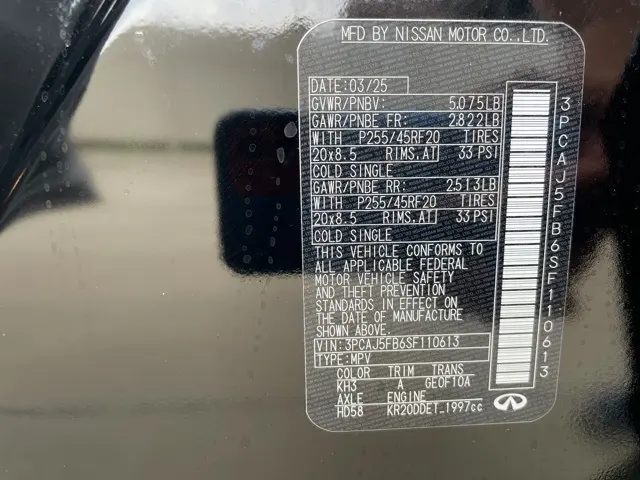 MFD BY NISSAN MOTOR CO.,LTD.
DATE:03/25
GVWR/PNBV: 5,075LB
GAWR/PNBE FR: 2,822LB
WITH P255/45RF20 TIRES
20x8.5 RIMS.AT 33 PSI
COLD SINGLE
GAWR/PNBE RR: 2,513LB
WITH P255/45RF20 TIRES
20x8.5 RIMS.AT 33 PSI
COLD SINGLE
THIS VEHICLE CONFORMS TO
ALL APPLICABLE FEDERAL
MOTOR VEHICLE SAFETY
AND THEFT PREVENTION
STANDARDS IN EFFECT ON
THE DATE OF MANUFACTURE
VIN:3PCAJ5FB6SF110613
TYPE:MPV
COLOR TRIM TRANS
KH3 A GEOF10A
AXLE ENGINE
HD58 KR20DDET 1997cc
3PCAJ5FB6SF110613